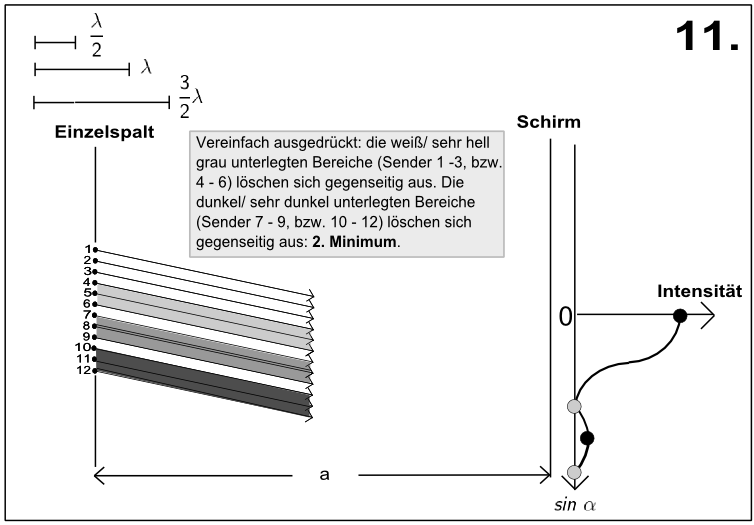 11.
λ/2
λ
3/2 λ
Einzelspalt
Schirm
Vereinfach ausgedrückt: die weiß/ sehr hell
grau unterlegten Bereiche (Sender 1 -3, bzw.
4 - 6) löschen sich gegenseitig aus. Die
dunkel/ sehr dunkel unterlegten Bereiche
(Sender 7 - 9, bzw. 10 - 12) löschen sich
gegenseitig aus: 2. Minimum.
1
2
3
4
5
6
7
8
9
10
11
12
Intensität
0
a
sin α